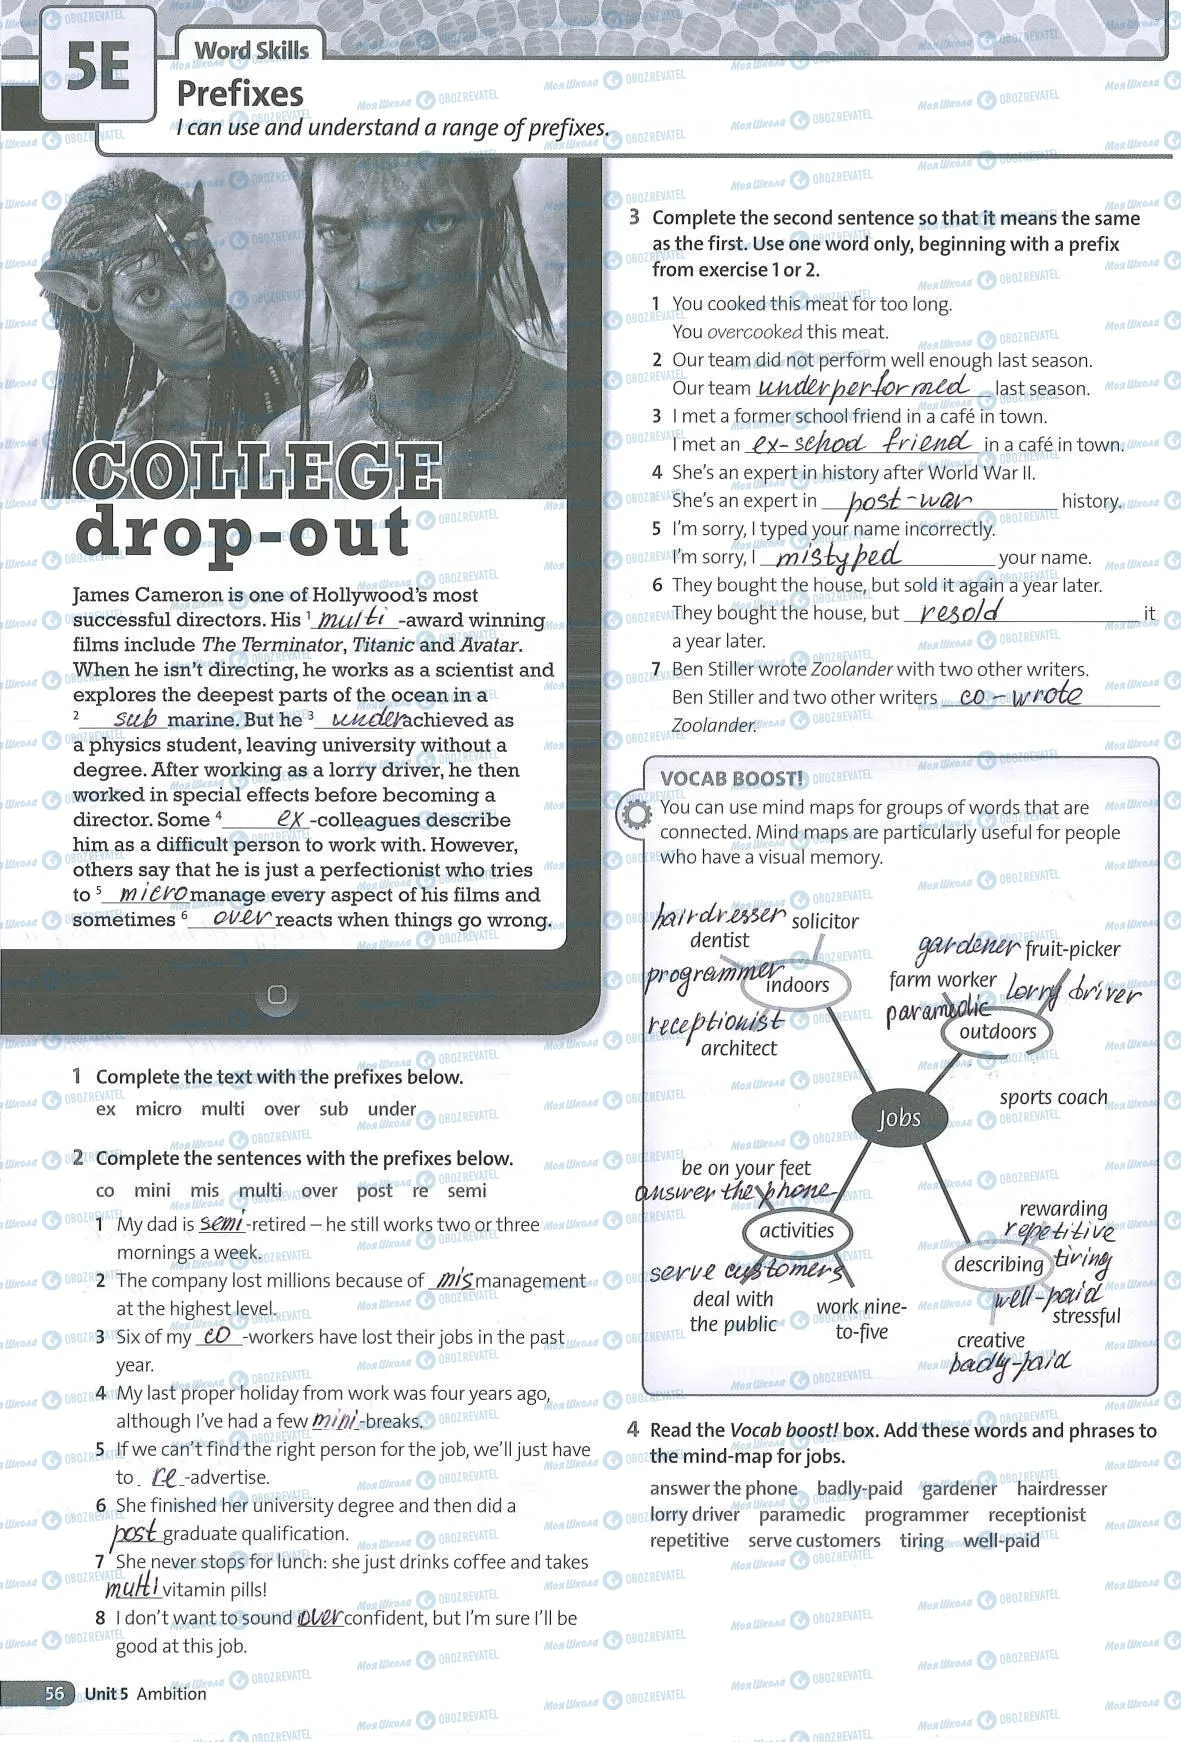 5E
Word Skills
Prefixes
I can use and understand a range of prefixes.
COLLEGE
drop-out
James Cameron is one of Hollywood's most
successful directors. His 1 multi -award winning
films include The Terminator, Titanic and Avatar.
When he isn't directing, he works as a scientist and
explores the deepest parts of the ocean in a
2 sub marine. But he 3 under achieved as
a physics student, leaving university without a
degree. After working as a lorry driver, he then
worked in special effects before becoming a
director. Some 4 ex -colleagues describe
him as a difficult person to work with. However,
others say that he is just a perfectionist who tries
to 5 micro manage every aspect of his films and
sometimes 6 over reacts when things go wrong.
1 Complete the text with the prefixes below.
ex micro multi over sub under
2 Complete the sentences with the prefixes below.
co mini mis multi over post re semi
1 My dad is semi -retired – he still works two or three
mornings a week.
2 The company lost millions because of mis management
at the highest level.
3 Six of my co -workers have lost their jobs in the past
year.
4 My last proper holiday from work was four years ago,
although I've had a few mini -breaks.
5 If we can't find the right person for the job, we'll just have
to re -advertise.
6 She finished her university degree and then did a
post graduate qualification.
7 She never stops for lunch: she just drinks coffee and takes
multi vitamin pills!
8 I don't want to sound over confident, but I'm sure I'll be
good at this job.
3 Complete the second sentence so that it means the same
as the first. Use one word only, beginning with a prefix
from exercise 1 or 2.
1 You cooked this meat for too long.
You overcooked this meat.
2 Our team did not perform well enough last season.
Our team underperformed last season.
3 I met a former school friend in a café in town.
I met an ex-school friend in a café in town.
4 She's an expert in history after World War II.
She's an expert in post-war history.
5 I'm sorry, I typed your name incorrectly.
I'm sorry, I mistyped your name.
6 They bought the house, but sold it again a year later.
They bought the house, but resold it
a year later.
7 Ben Stiller wrote Zoolander with two other writers.
Ben Stiller and two other writers co-wrote
Zoolander.
VOCAB BOOST!
You can use mind maps for groups of words that are
connected. Mind maps are particularly useful for people
who have a visual memory.
hairdresser solicitor
dentist
programmer indoors
receptionist
architect
gardener fruit-picker
farm worker lorry driver
paramedic
outdoors
sports coach
Jobs
be on your feet
answer the phone
activities
serve customers
deal with
the public
work nine-
to-five
rewarding
repetitive
describing tiring
well-paid
stressful
creative
badly-paid
4 Read the Vocab boost! box. Add these words and phrases to
the mind-map for jobs.
answer the phone badly-paid gardener hairdresser
lorry driver paramedic programmer receptionist
repetitive serve customers tiring well-paid
56 Unit 5 Ambition
Моя Школа OBOZREVATEL